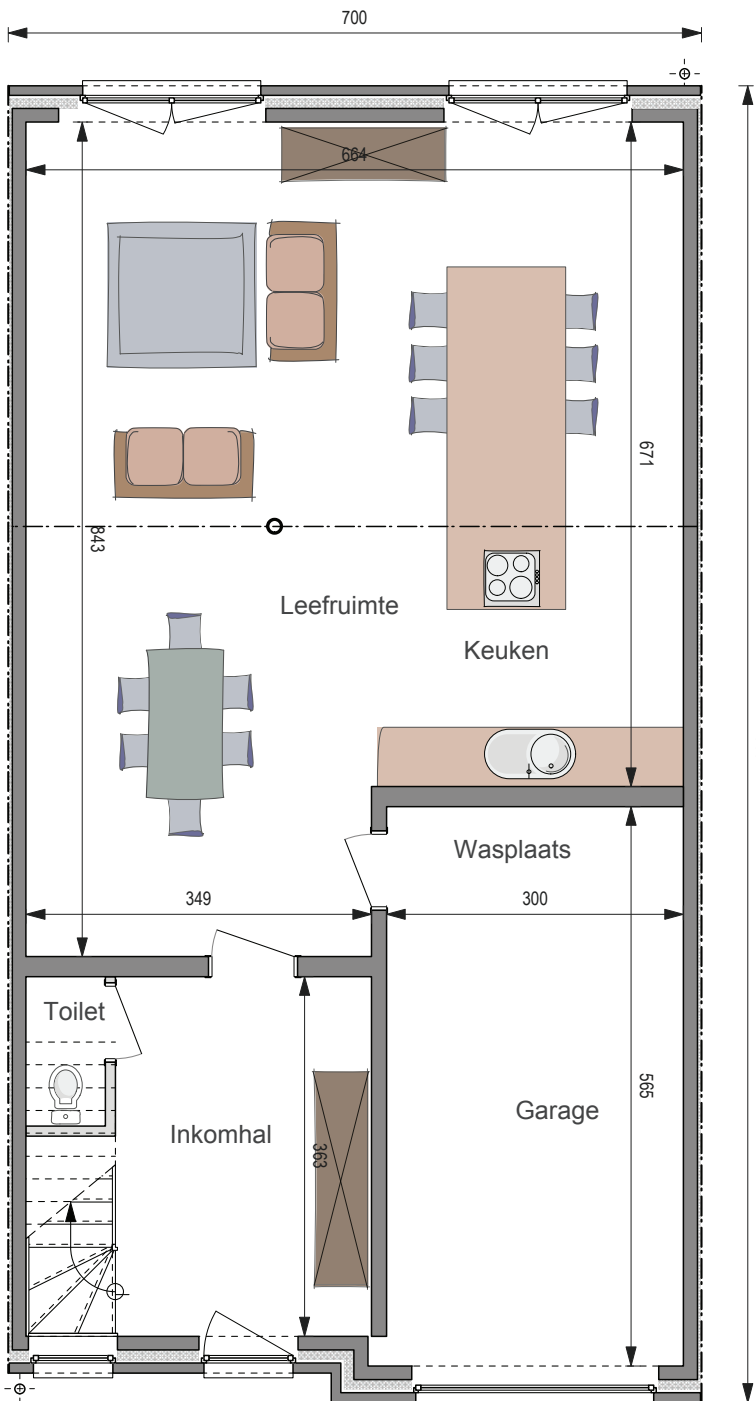 700
664
671
843
Leefruimte
Keuken
Wasplaats
349
300
Toilet
565
Garage
Inkomhal
363